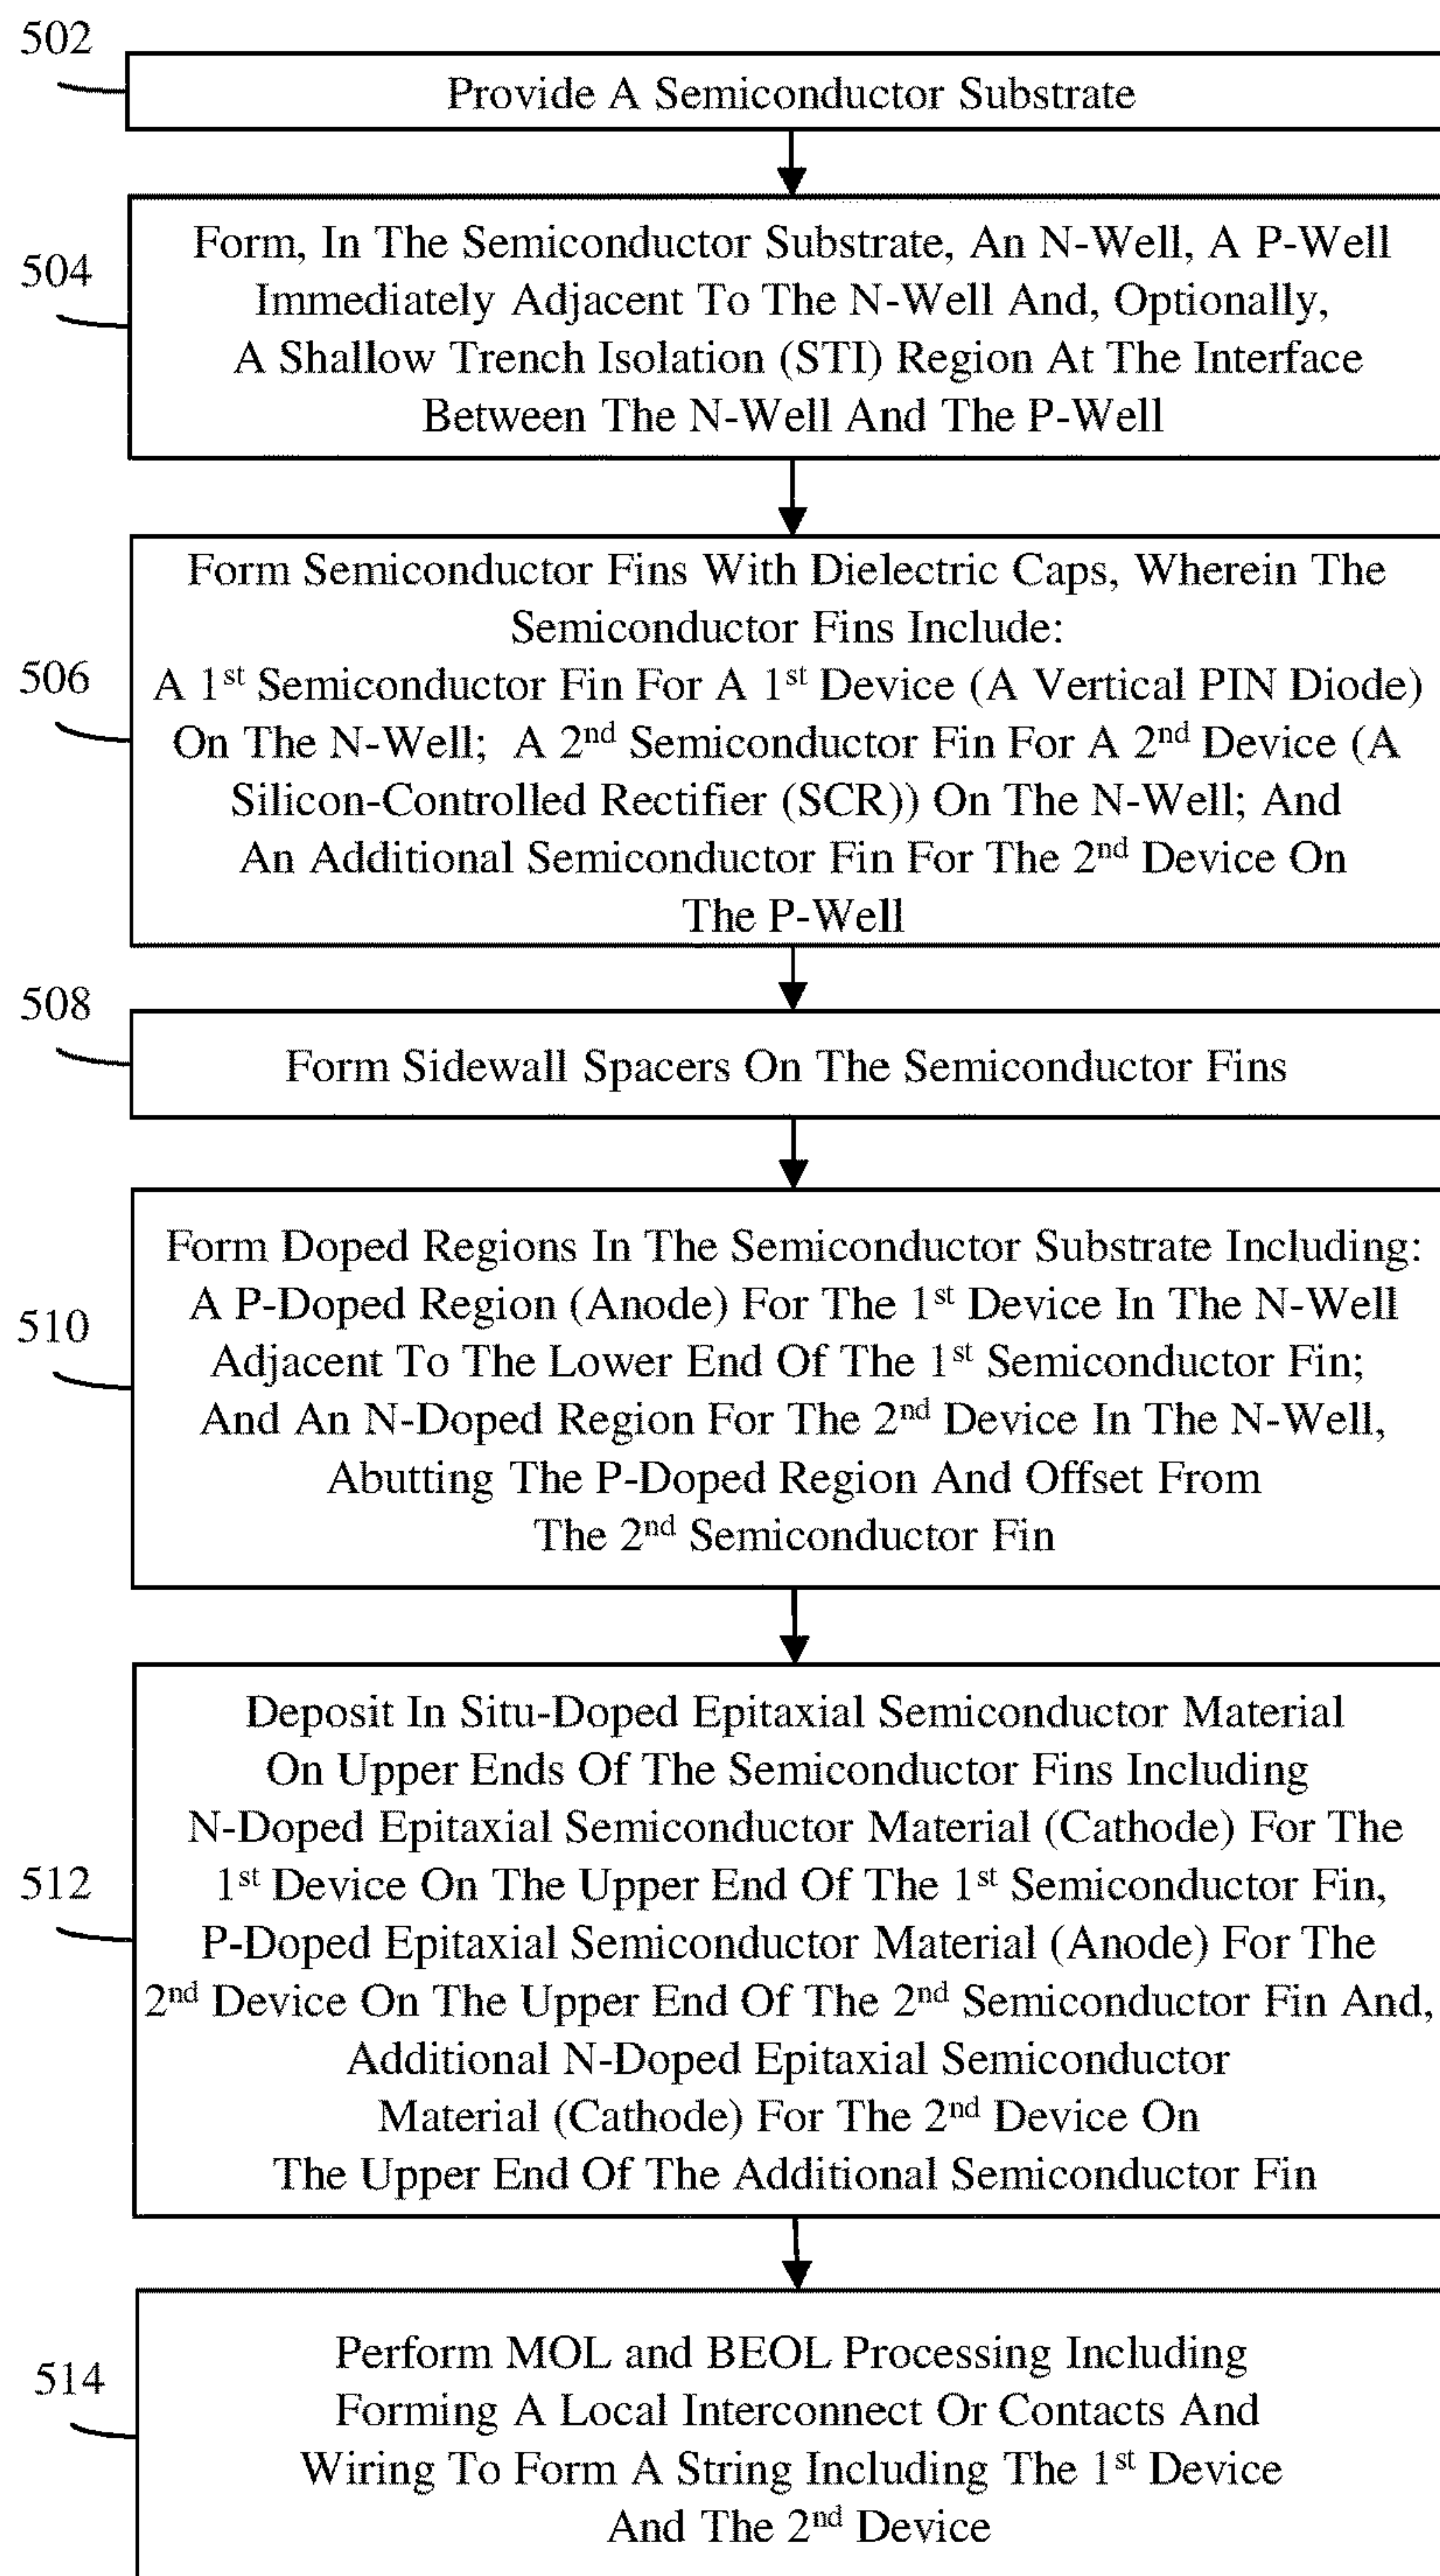 502
Provide A Semiconductor Substrate
504
Form, In The Semiconductor Substrate, An N-Well, A P-Well
Immediately Adjacent To The N-Well And, Optionally,
A Shallow Trench Isolation (STI) Region At The Interface
Between The N-Well And The P-Well
506
Form Semiconductor Fins With Dielectric Caps, Wherein The
Semiconductor Fins Include:
A 1st Semiconductor Fin For A 1st Device (A Vertical PIN Diode)
On The N-Well; A 2nd Semiconductor Fin For A 2nd Device (A
Silicon-Controlled Rectifier (SCR)) On The N-Well; And
An Additional Semiconductor Fin For The 2nd Device On
The P-Well
508
Form Sidewall Spacers On The Semiconductor Fins
510
Form Doped Regions In The Semiconductor Substrate Including:
A P-Doped Region (Anode) For The 1st Device In The N-Well
Adjacent To The Lower End Of The 1st Semiconductor Fin;
And An N-Doped Region For The 2nd Device In The N-Well,
Abutting The P-Doped Region And Offset From
The 2nd Semiconductor Fin
512
Deposit In Situ-Doped Epitaxial Semiconductor Material
On Upper Ends Of The Semiconductor Fins Including
N-Doped Epitaxial Semiconductor Material (Cathode) For The
1st Device On The Upper End Of The 1st Semiconductor Fin,
P-Doped Epitaxial Semiconductor Material (Anode) For The
2nd Device On The Upper End Of The 2nd Semiconductor Fin And,
Additional N-Doped Epitaxial Semiconductor
Material (Cathode) For The 2nd Device On
The Upper End Of The Additional Semiconductor Fin
514
Perform MOL and BEOL Processing Including
Forming A Local Interconnect Or Contacts And
Wiring To Form A String Including The 1st Device
And The 2nd Device